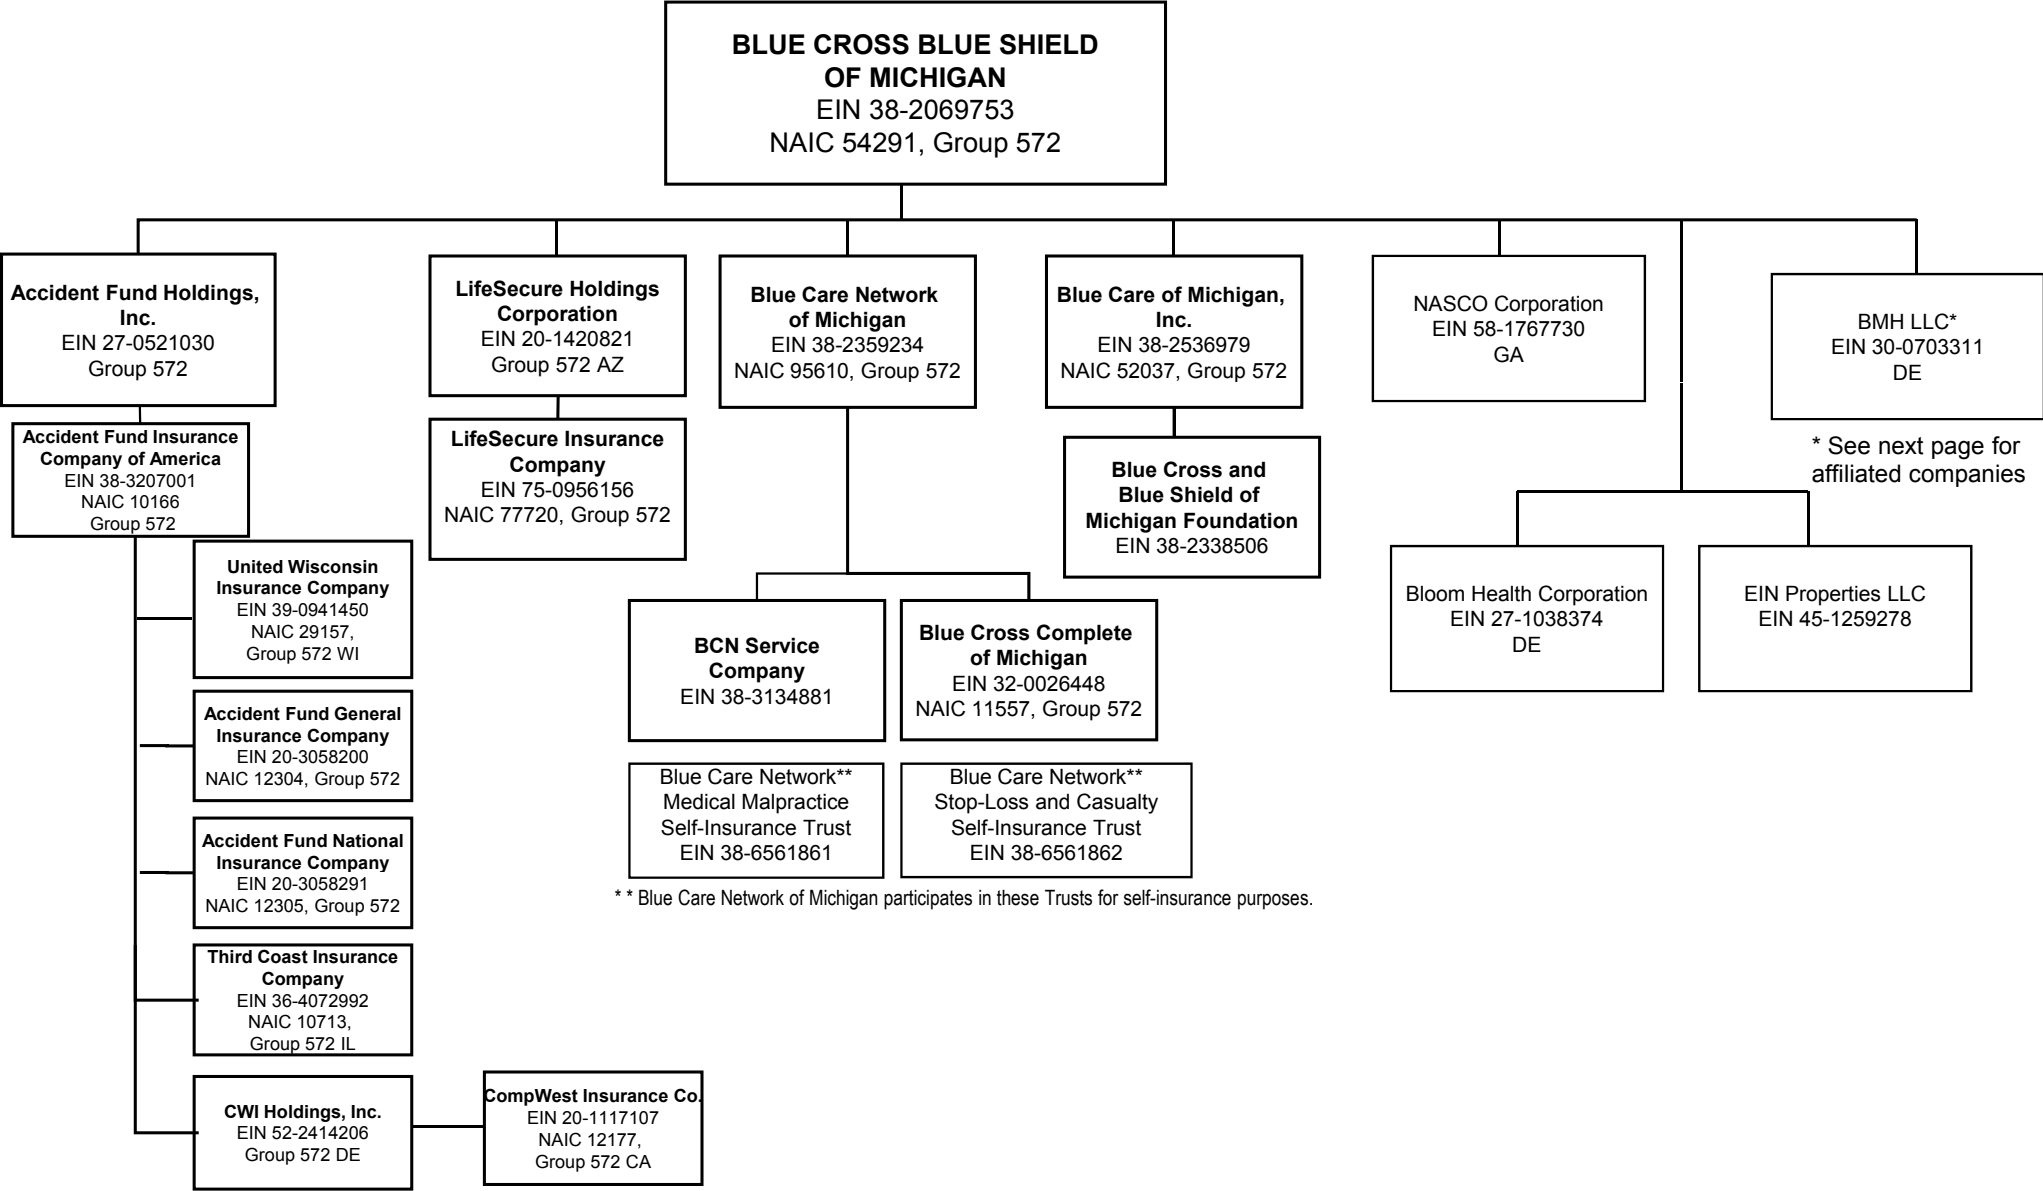 BLUE CROSS BLUE SHIELD
OF MICHIGAN
EIN 38-2069753
NAIC 54291, Group 572
Accident Fund Holdings,
Inc.
EIN 27-0521030
Group 572
LifeSecure Holdings
Corporation
EIN 20-1420821
Group 572 AZ
Blue Care Network
of Michigan
EIN 38-2359234
NAIC 95610, Group 572
Blue Care of Michigan,
Inc.
EIN 38-2536979
NAIC 52037, Group 572
NASCO Corporation
EIN 58-1767730
GA
BMH LLC*
EIN 30-0703311
DE
* See next page for
affiliated companies
Accident Fund Insurance
Company of America
EIN 38-3207001
NAIC 10166
Group 572
LifeSecure Insurance
Company
EIN 75-0956156
NAIC 77720, Group 572
Blue Cross and
Blue Shield of
Michigan Foundation
EIN 38-2338506
United Wisconsin
Insurance Company
EIN 39-0941450
NAIC 29157,
Group 572 WI
BCN Service
Company
EIN 38-3134881
Blue Cross Complete
of Michigan
EIN 32-0026448
NAIC 11557, Group 572
Bloom Health Corporation
EIN 27-1038374
DE
EIN Properties LLC
EIN 45-1259278
Accident Fund General
Insurance Company
EIN 20-3058200
NAIC 12304, Group 572
Blue Care Network**
Medical Malpractice
Self-Insurance Trust
EIN 38-6561861
Blue Care Network**
Stop-Loss and Casualty
Self-Insurance Trust
EIN 38-6561862
* * Blue Care Network of Michigan participates in these Trusts for self-insurance purposes.
Accident Fund National
Insurance Company
EIN 20-3058291
NAIC 12305, Group 572
Third Coast Insurance
Company
EIN 36-4072992
NAIC 10713,
Group 572 IL
CWI Holdings, Inc.
EIN 52-2414206
Group 572 DE
CompWest Insurance Co.
EIN 20-1117107
NAIC 12177,
Group 572 CA